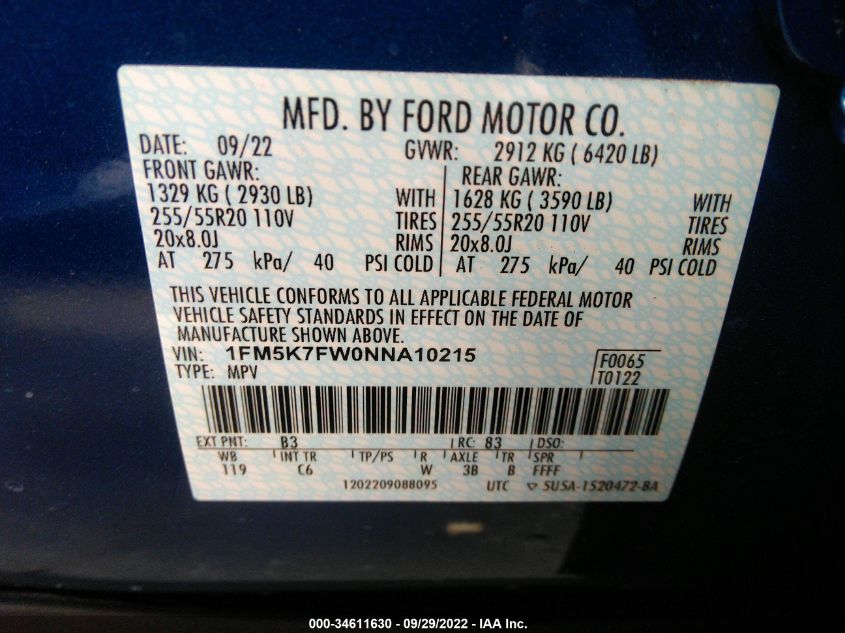 MFD. BY FORD MOTOR CO.
DATE: 09/22 GVWR: 2912 KG ( 6420 LB)
FRONT GAWR: REAR GAWR:
1329 KG ( 2930 LB) WITH 1628 KG ( 3590 LB) WITH
255/55R20 110V TIRES 255/55R20 110V TIRES
20x8.0J RIMS 20x8.0J RIMS
AT 275 kPa/ 40 PSI COLD AT 275 kPa/ 40 PSI COLD
THIS VEHICLE CONFORMS TO ALL APPLICABLE FEDERAL MOTOR
VEHICLE SAFETY STANDARDS IN EFFECT ON THE DATE OF
MANUFACTURE SHOWN ABOVE.
VIN: 1FM5K7FW0NNA10215 F0065
TYPE: MPV T0122
EXT PNT: B3 RC: 83 DSO:
WB INT TR TP/PS R AXLE TR SPR
119 C6 W 3B B FFFF
1202209088095 UTC ▽ 5U5A-1520472-BA
000-34611630 - 09/29/2022 - IAA Inc.